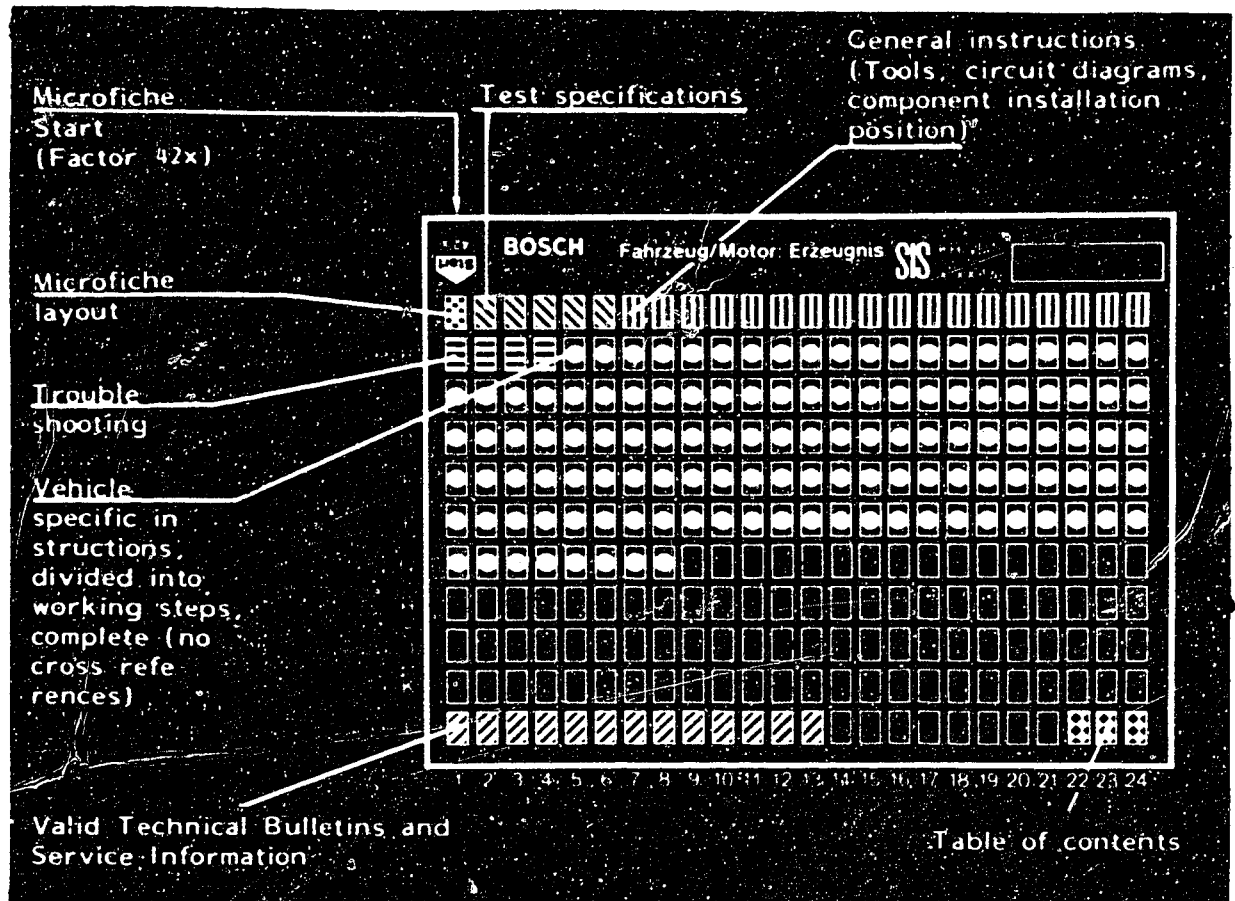 General instructions
(Tools, circuit diagrams,
component installation
position)
Test specifications
Microfiche
Start
(Factor 42x)
Start
BOSCH Fahrzeug/Motor Erzeugnis SIS
Microfiche
layout
Trouble
shooting
Vehicle
specific in
structions,
divided into
working steps,
complete (no
cross refe
rences)
1 2 3 4 5 6 7 8 9 10 11 12 13 14 15 16 17 18 19 20 21 22 23 24
Valid Technical Bulletins and
Service Information
Table of contents